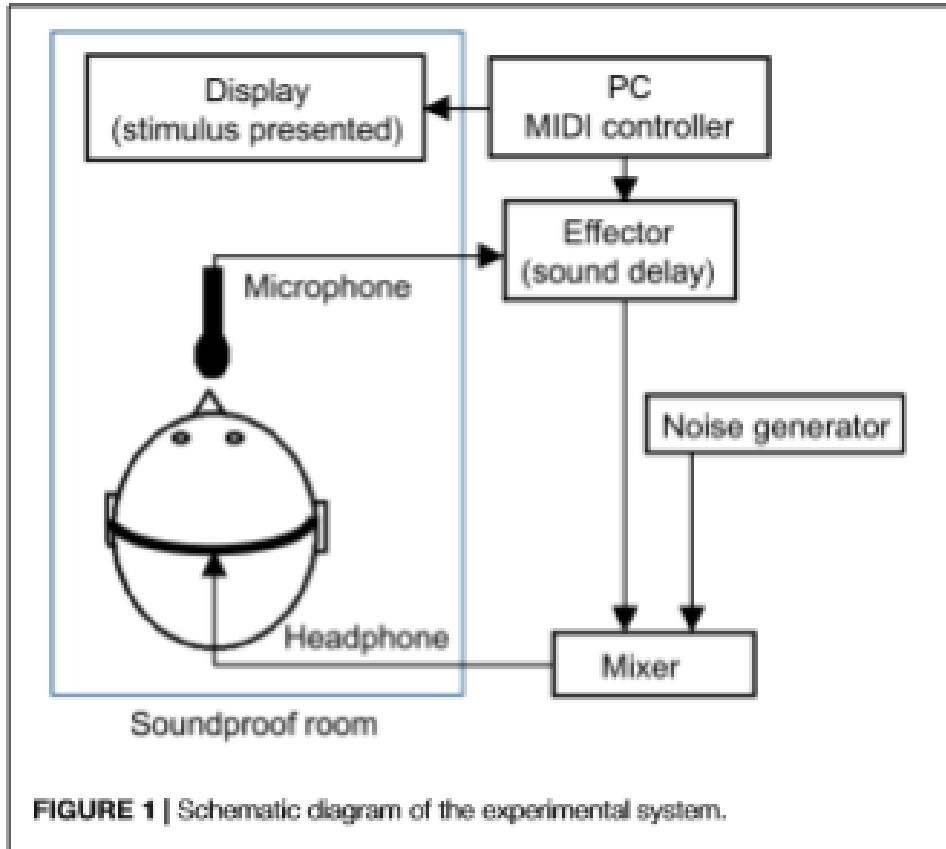 Display
(stimulus presented)
PC
MIDI controller
Effector
(sound delay)
Microphone
Noise generator
Headphone
Mixer
Soundproof room
FIGURE 1 | Schematic diagram of the experimental system.